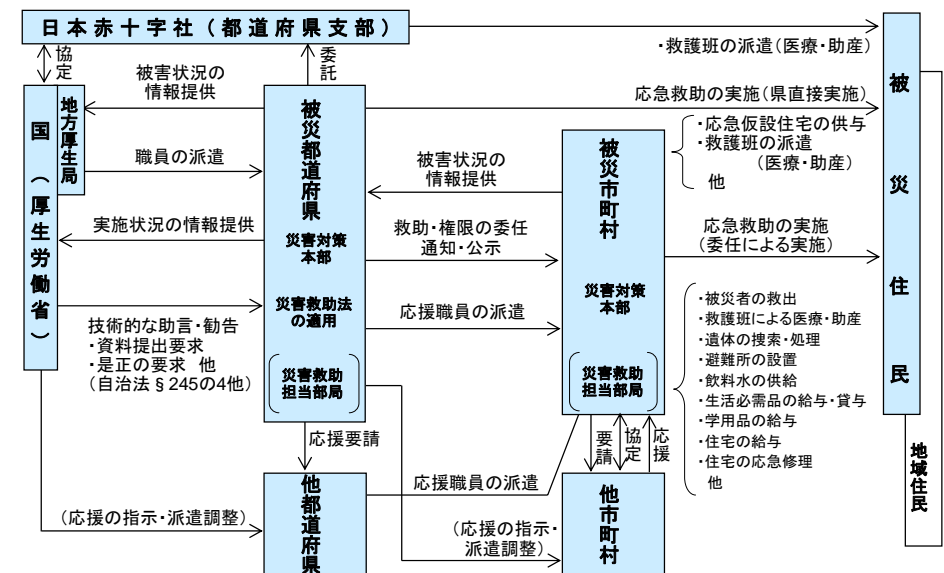 日本赤十字社(都道府県支部)
・救護班の派遣(医療・助産)
協定
委託
被害状況の
情報提供
応急救助の実施(県直接実施)
地方厚生局
国(厚生労働省)
被災都道府県
災害対策
本部
災害救助法
の適用
災害救助
担当部局
職員の派遣
実施状況の情報提供
技術的な助言・勧告
・資料提出要求
・是正の要求 他
(自治法§245の4他)
被害状況の
情報提供
救助・権限の委任
通知・公示
応援職員の派遣
被災市町村
災害対策
本部
災害救助
担当部局
・応急仮設住宅の供与
・救護班の派遣
(医療・助産)
他
応急救助の実施
(委任による実施)
・被災者の救出
・救護班による医療・助産
・遺体の捜索・処理
・避難所の設置
・飲料水の供給
・生活必需品の給与・貸与
・学用品の給与
・住宅の給与
・住宅の応急修理
他
被災住民
地域住民
応援要請
要請
協定
応援
応援職員の派遣
(応援の指示・派遣調整)
他都道府県
(応援の指示・
派遣調整)
他市町村